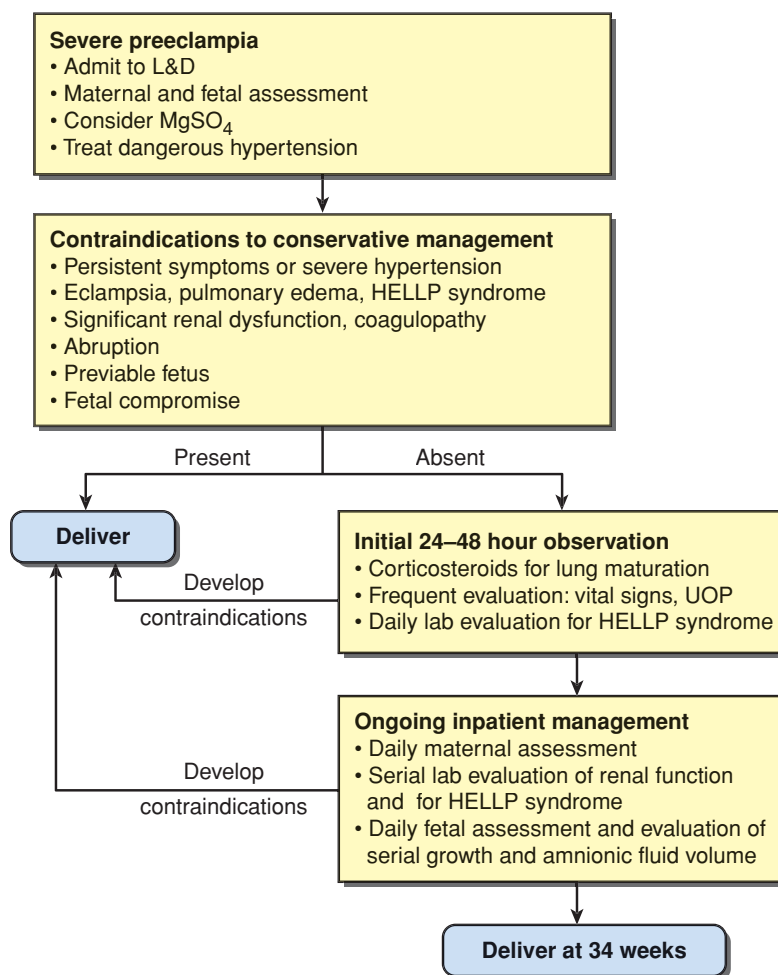 Severe preeclampia
• Admit to L&D
• Maternal and fetal assessment
• Consider MgSO4
• Treat dangerous hypertension
Contraindications to conservative management
• Persistent symptoms or severe hypertension
• Eclampsia, pulmonary edema, HELLP syndrome
• Significant renal dysfunction, coagulopathy
• Abruption
• Previable fetus
• Fetal compromise
Present
Absent
Deliver
Initial 24–48 hour observation
• Corticosteroids for lung maturation
• Frequent evaluation: vital signs, UOP
• Daily lab evaluation for HELLP syndrome
Develop
contraindications
Ongoing inpatient management
• Daily maternal assessment
• Serial lab evaluation of renal function
and for HELLP syndrome
• Daily fetal assessment and evaluation of
serial growth and amnionic fluid volume
Develop
contraindications
Deliver at 34 weeks